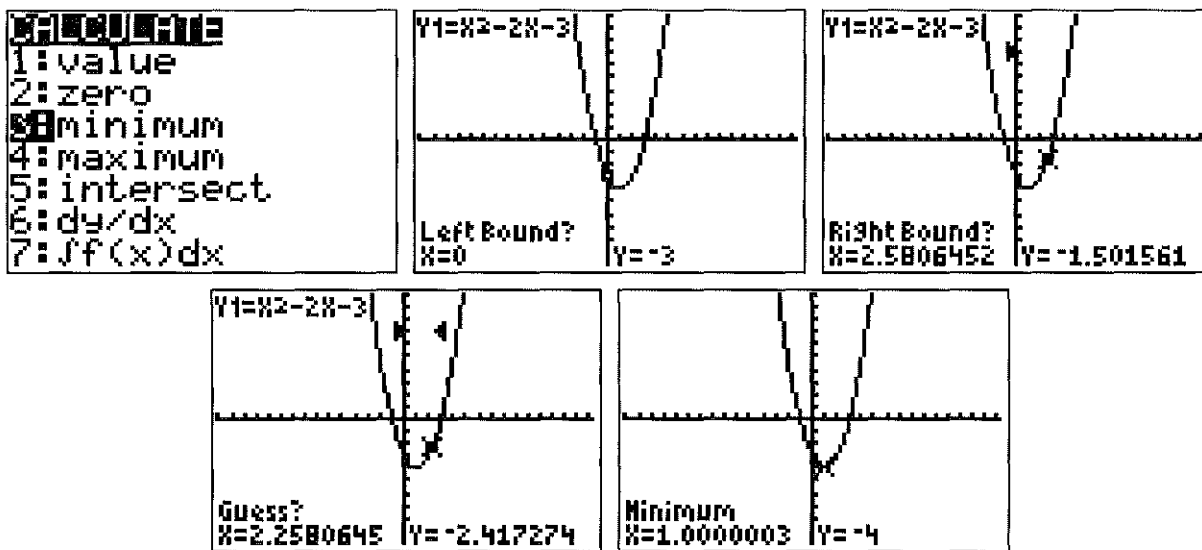 CALCULATE
1:value
2:zero
3:minimum
4:maximum
5:intersect
6:dy/dx
7:∫f(x)dx
Y1=X²-2X-3
Left Bound?
X=0 Y=-3
Y1=X²-2X-3
Right Bound?
X=2.5806452 Y=-1.501561
Y1=X²-2X-3
Guess?
X=2.2580645 Y=-2.417274
Minimum
X=1.0000003 Y=-4